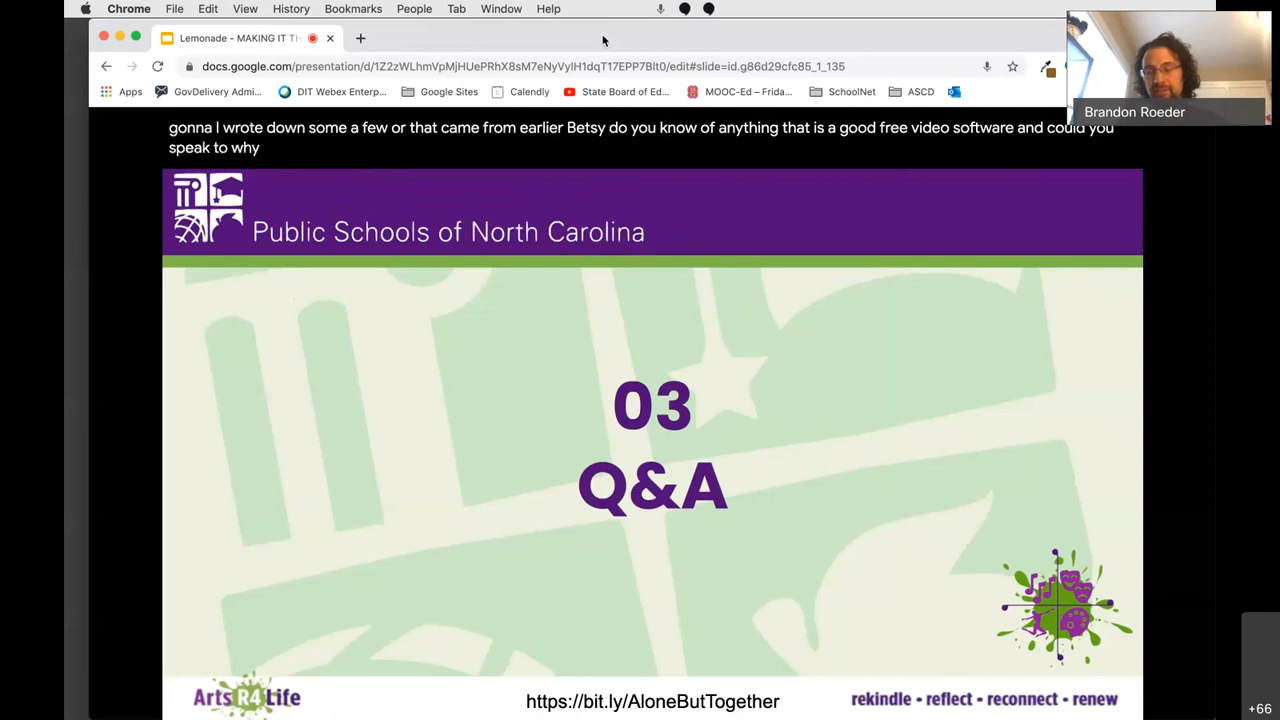 Chrome File Edit View History Bookmarks People Tab Window Help
Lemonade - MAKING IT TH
docs.google.com/presentation/d/1Z2zWLhmVpMjHUePRhX8sM7eNyVyIH1dqT17EPP7Blt0/edit#slide=id.g86d29cfc85_1_135
Apps GovDelivery Admi... DIT Webex Enterp... Google Sites Calendly State Board of Ed... MOOC-Ed – Frida... SchoolNet ASCD
Brandon Roeder
gonna I wrote down some a few or that came from earlier Betsy do you know of anything that is a good free video software and could you
speak to why
Public Schools of North Carolina
03
Q&A
Arts R4 Life
https://bit.ly/AloneButTogether
rekindle • reflect • reconnect • renew
+66